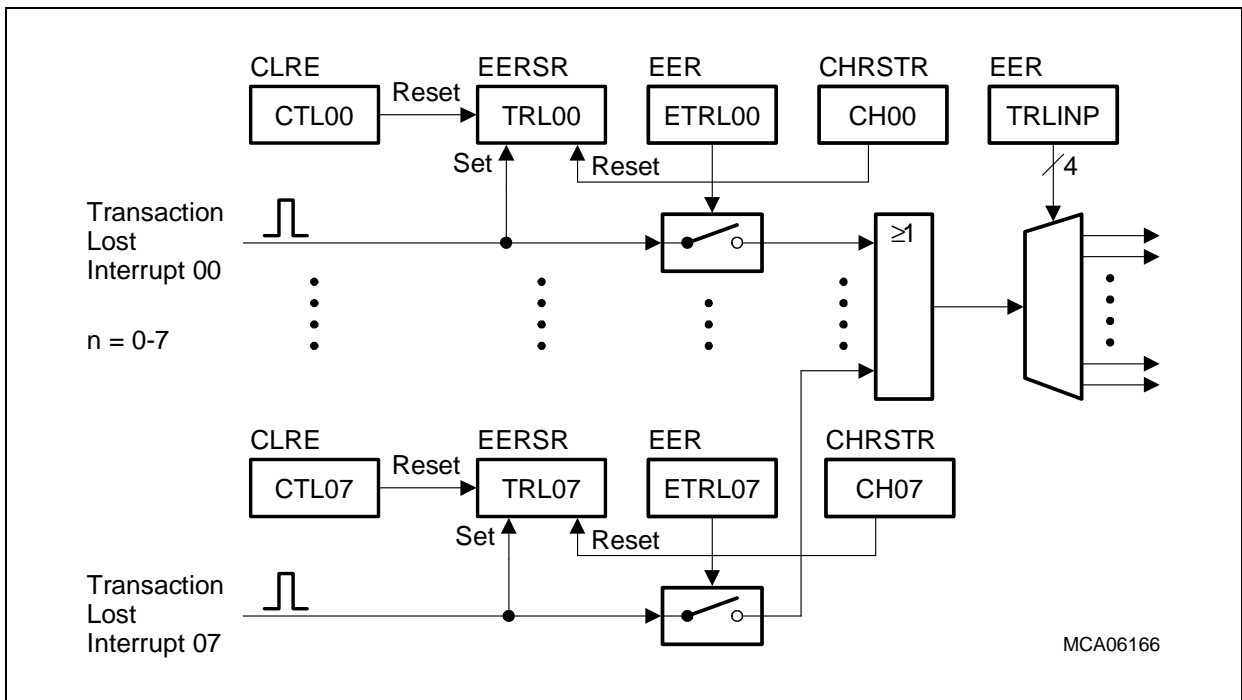 CLRE
EERSR
EER
CHRSTR
EER
CTL00
Reset
TRL00
ETRL00
CH00
TRLINP
Set
Reset
4
Transaction
Lost
Interrupt 00
≥1
n = 0-7
CLRE
EERSR
EER
CHRSTR
CTL07
Reset
TRL07
ETRL07
CH07
Set
Reset
Transaction
Lost
Interrupt 07
MCA06166